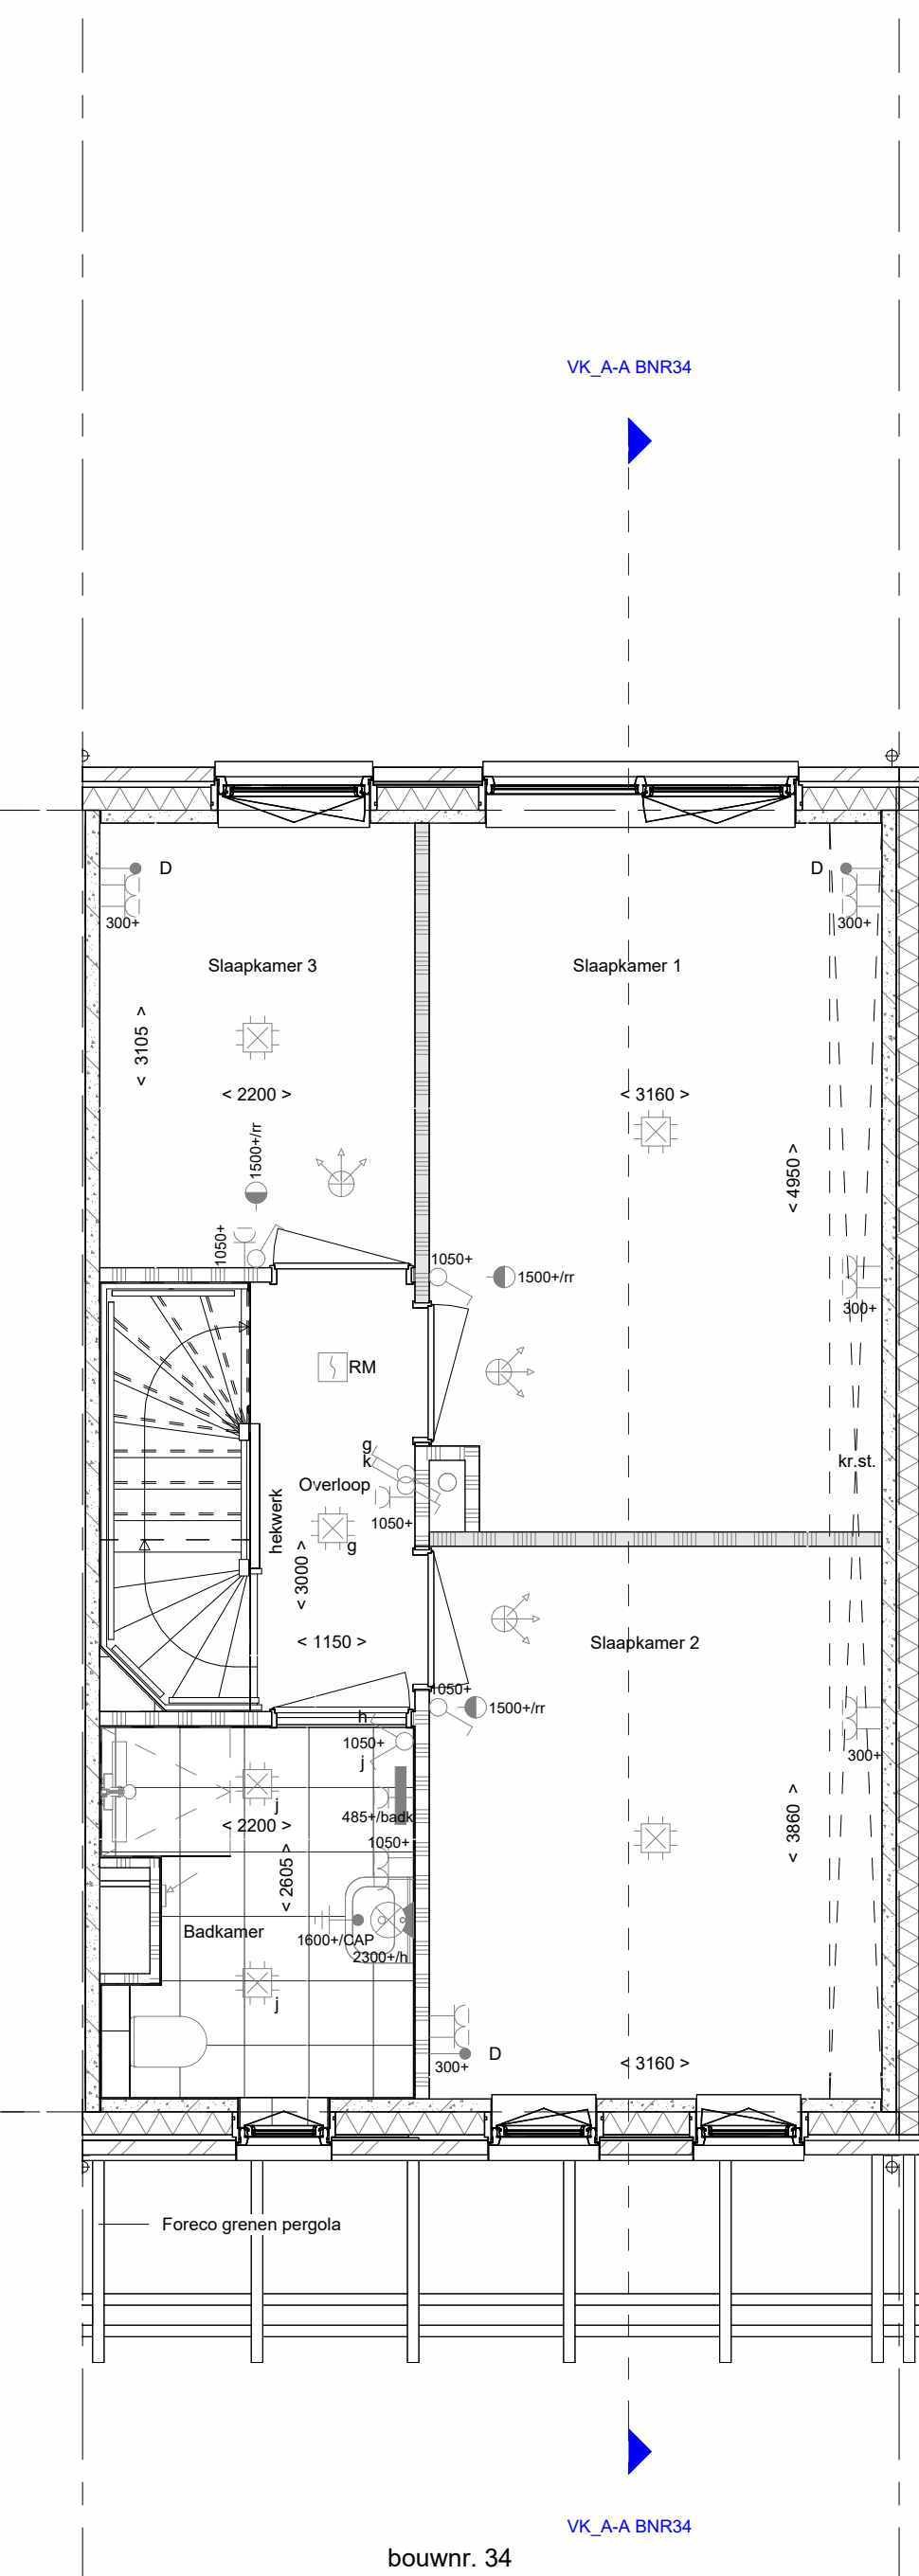 VK_A-A BNR34
D
D
300+
300+
Slaapkamer 3
Slaapkamer 1
< 3105 >
< 2200 >
< 3160 >
1500+/rr
< 4950 >
1050+
1050+
1500+/rr
300+
RM
g
k
kr.st.
Overloop
hekwerk
1050+
g
< 3000 >
< 1150 >
Slaapkamer 2
1050+
1500+/rr
h
1050+
300+
j
j
485+/badk
< 2200 >
< 3860 >
1050+
< 2605 >
Badkamer
1600+/CAP
2300+/h
j
D
300+
< 3160 >
Foreco grenen pergola
VK_A-A BNR34
bouwnr. 34